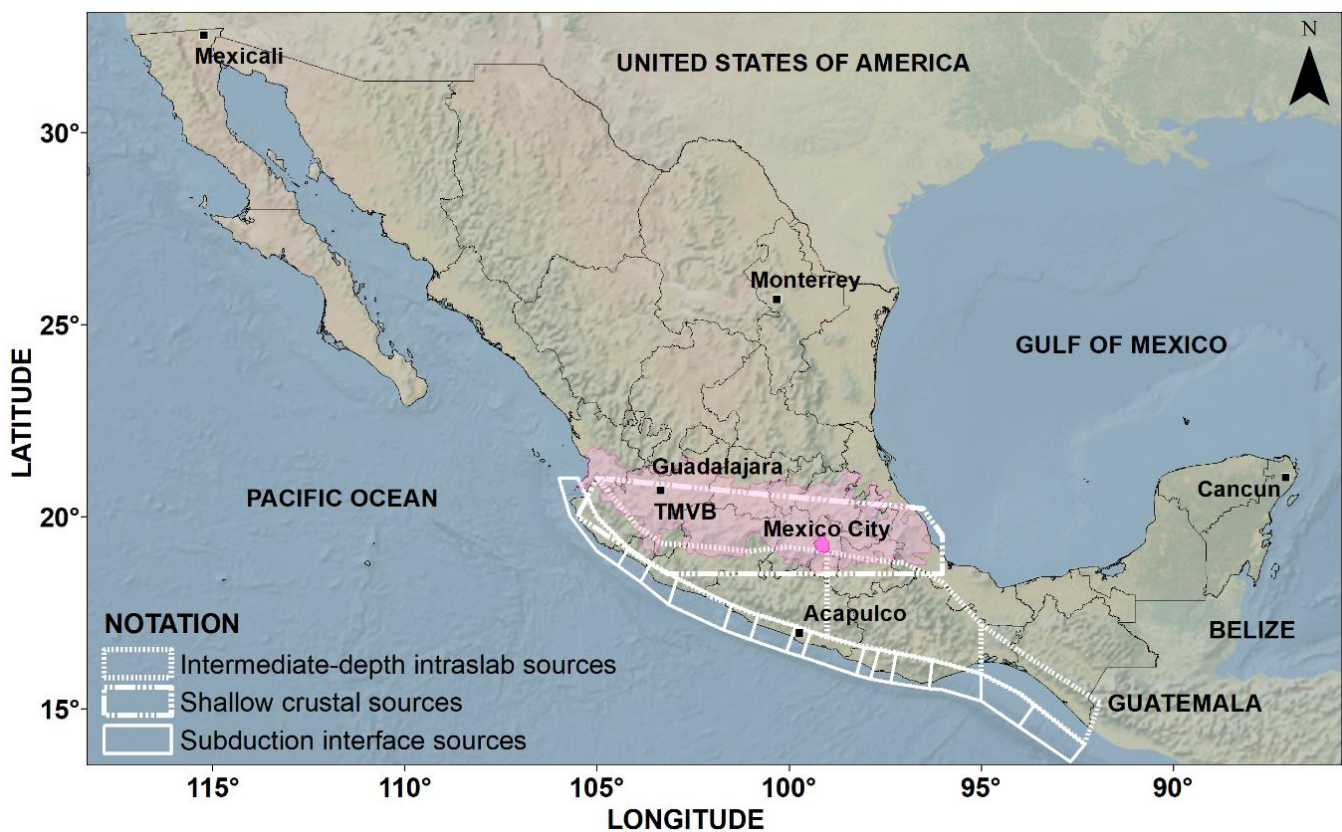 N
Mexicali
UNITED STATES OF AMERICA
30°
Monterrey
25°
GULF OF MEXICO
LATITUDE
Guadalajara
PACIFIC OCEAN
Cancun
20°
TMVB
Mexico City
Acapulco
NOTATION
BELIZE
Intermediate-depth intraslab sources
Shallow crustal sources
GUATEMALA
15°
Subduction interface sources
115°
110°
105°
100°
95°
90°
LONGITUDE